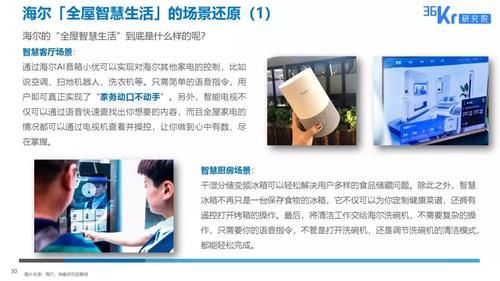 海尔「全屋智慧生活」的场景还原（1）
36Kr
研究院
海尔的“全屋智慧生活”到底是什么样的呢？
智慧客厅场景：
通过海尔AI音箱小优可以实现对海尔其他家电的控制，比
如说空调、扫地机器人、洗衣机等。只需简单的语音指令，用
户即可真实现了“家务动口不动手”。另外，智能电视不
仅可以通过语音快速查找出你想要的内容，而且全屋家电的
情况都可以通过电视机查看并操控，让你做到心中有数、尽
在掌握。
智慧厨房场景：
干湿分储变频冰箱可以轻松解决用户多样的食品储藏问题。除此之外，智慧
冰箱不再只是一台保存食物的冰箱，它不仅可以为你定制健康菜谱，还拥有
遥控打开烤箱的操作。最后，将清洁工作交给海尔洗碗机，不需要复杂的操
作，只需要你的语音指令，不管是打开洗碗机，还是调节洗碗机的清洁模式，
都能轻松完成。
30
图片来源：海尔、36氪研究院整理